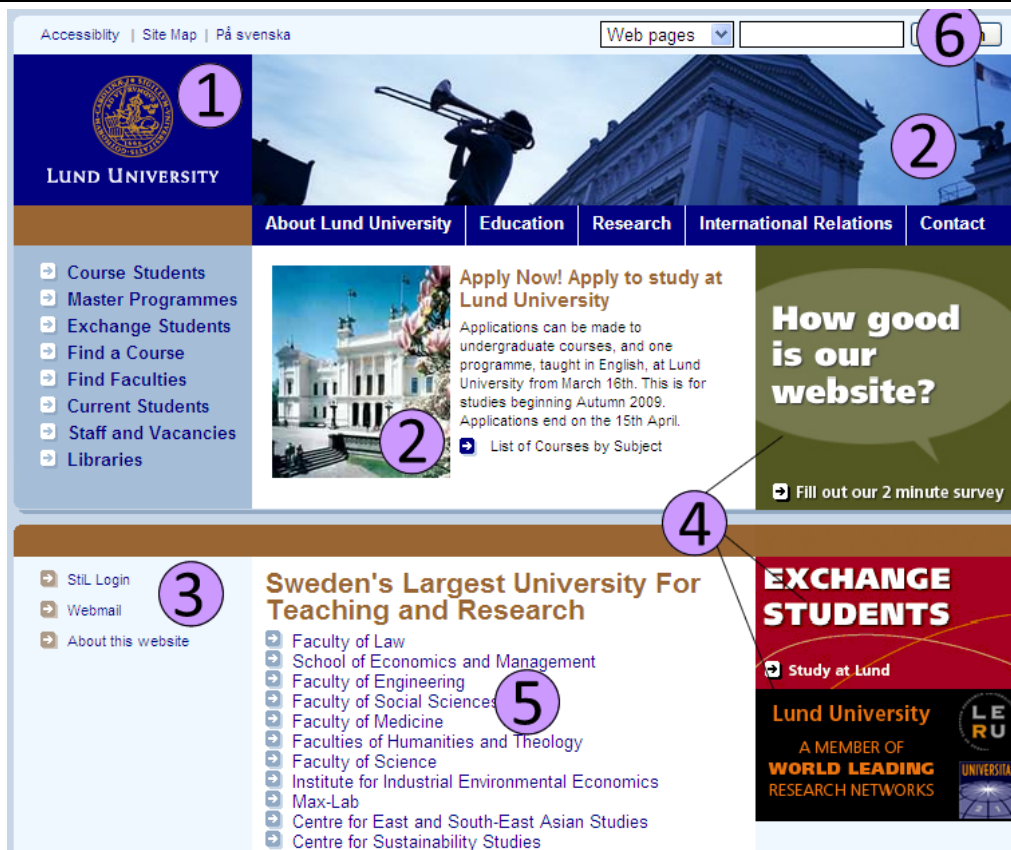 Accessiblity | Site Map | På svenska
Web pages
6
1
LUND UNIVERSITY
2
About Lund University
Education
Research
International Relations
Contact
Course Students
Master Programmes
Exchange Students
Find a Course
Find Faculties
Current Students
Staff and Vacancies
Libraries
Apply Now! Apply to study at
Lund University
Applications can be made to
undergraduate courses, and one
programme, taught in English, at Lund
University from March 16th. This is for
studies beginning Autumn 2009.
Applications end on the 15th April.
List of Courses by Subject
2
How good
is our
website?
Fill out our 2 minute survey
4
StiL Login
Webmail
About this website
3
Sweden's Largest University For
Teaching and Research
Faculty of Law
School of Economics and Management
Faculty of Engineering
Faculty of Social Sciences
Faculty of Medicine
Faculties of Humanities and Theology
Faculty of Science
Institute for Industrial Environmental Economics
Max-Lab
Centre for East and South-East Asian Studies
Centre for Sustainability Studies
5
EXCHANGE
STUDENTS
Study at Lund
Lund University
A MEMBER OF
WORLD LEADING
RESEARCH NETWORKS
LE
RU